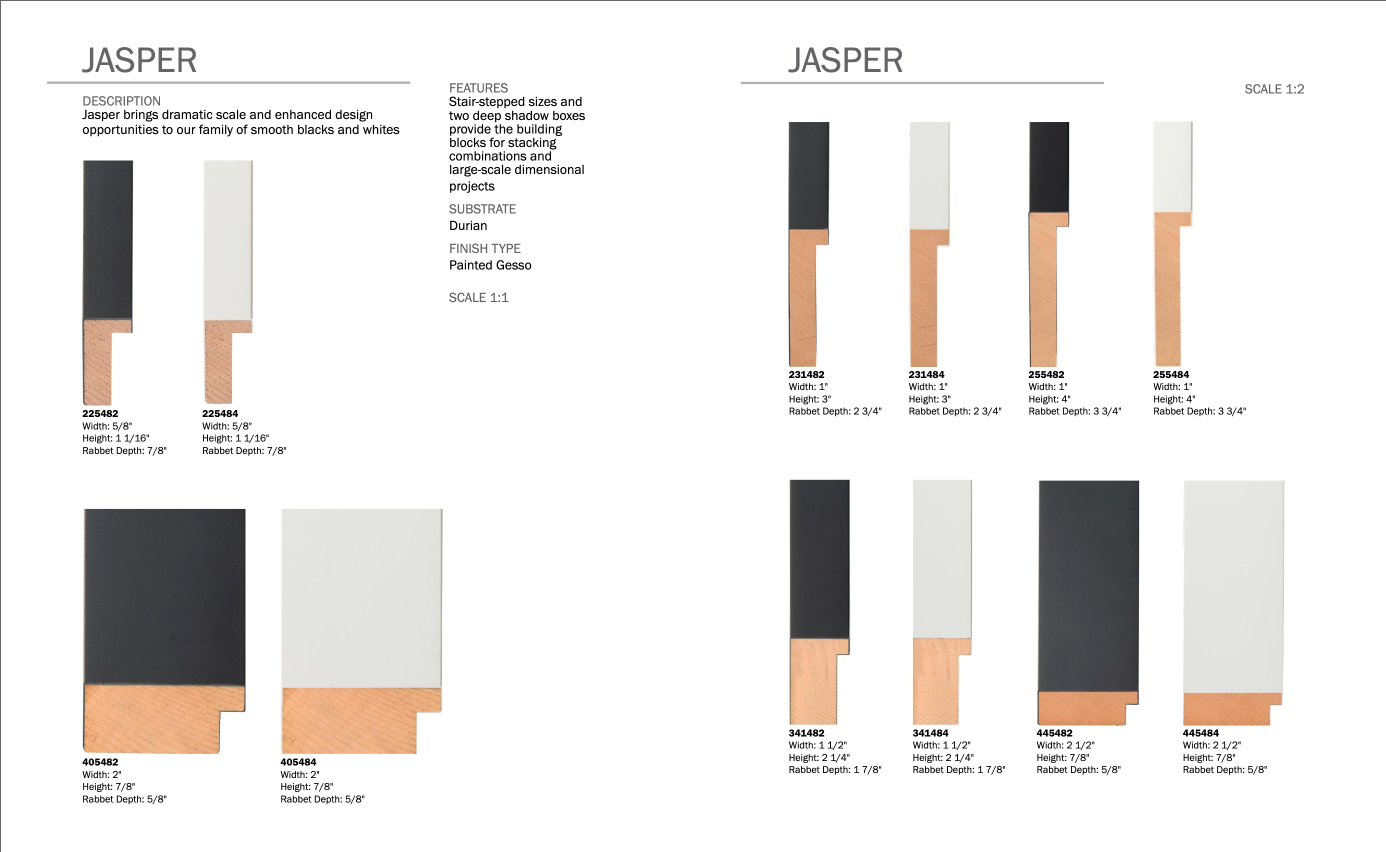 JASPER
DESCRIPTION
Jasper brings dramatic scale and enhanced design
opportunities to our family of smooth blacks and whites
FEATURES
Stair-stepped sizes and
two deep shadow boxes
provide the building
blocks for stacking
combinations and
large-scale dimensional
projects
SUBSTRATE
Durian
FINISH TYPE
Painted Gesso
SCALE 1:1
225482
Width: 5/8"
Height: 1 1/16"
Rabbet Depth: 7/8"
225484
Width: 5/8"
Height: 1 1/16"
Rabbet Depth: 7/8"
405482
Width: 2"
Height: 7/8"
Rabbet Depth: 5/8"
405484
Width: 2"
Height: 7/8"
Rabbet Depth: 5/8"
JASPER
SCALE 1:2
231482
Width: 1"
Height: 3"
Rabbet Depth: 2 3/4"
231484
Width: 1"
Height: 3"
Rabbet Depth: 2 3/4"
255482
Width: 1"
Height: 4"
Rabbet Depth: 3 3/4"
255484
Width: 1"
Height: 4"
Rabbet Depth: 3 3/4"
341482
Width: 1 1/2"
Height: 2 1/4"
Rabbet Depth: 1 7/8"
341484
Width: 1 1/2"
Height: 2 1/4"
Rabbet Depth: 1 7/8"
445482
Width: 2 1/2"
Height: 7/8"
Rabbet Depth: 5/8"
445484
Width: 2 1/2"
Height: 7/8"
Rabbet Depth: 5/8"